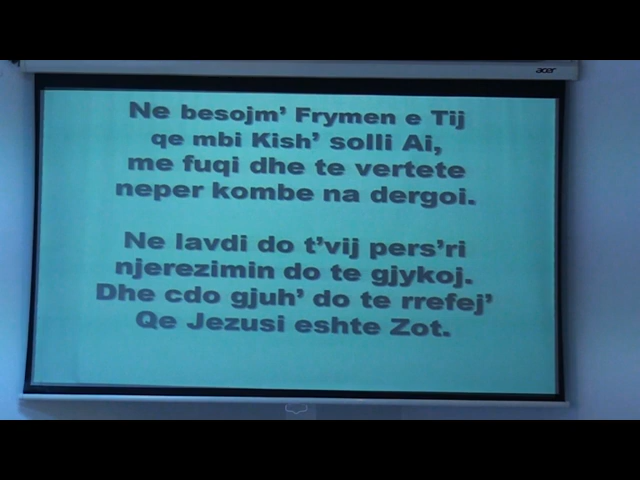 acer
Ne besojm’ Frymen e Tij
qe mbi Kish’ solli Ai,
me fuqi dhe te vertete
neper kombe na dergoi.
Ne lavdi do t’vij pers’ri
njerezimin do te gjykoj.
Dhe cdo gjuh’ do te rrefej’
Qe Jezusi eshte Zot.